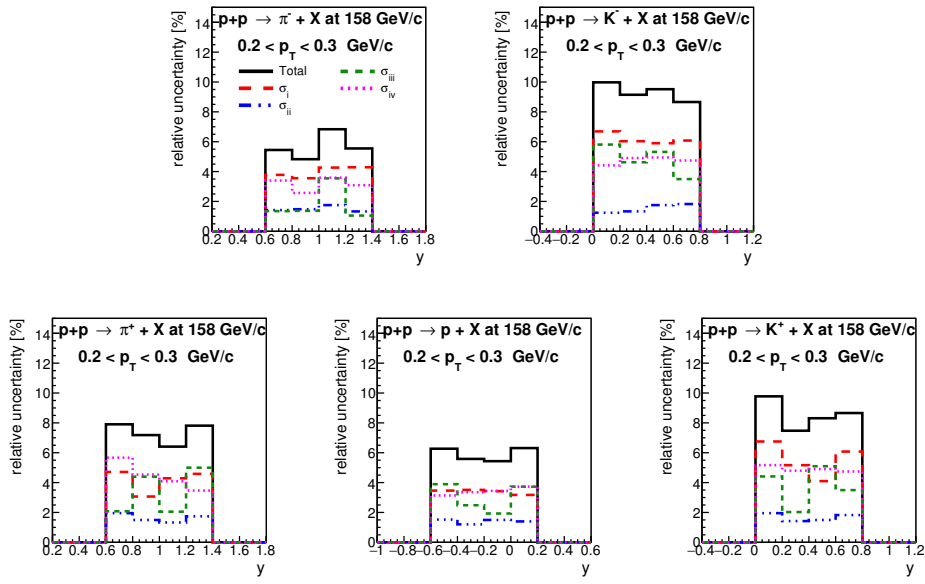 p+p → π⁻ + X at 158 GeV/c
0.2 < p_T < 0.3 GeV/c
Total
σ_i
σ_ii
σ_iii
σ_iv
relative uncertainty [%]
0 2 4 6 8 10 12 14
0.2 0.4 0.6 0.8 1 1.2 1.4 1.6 1.8
y
p+p → K⁻ + X at 158 GeV/c
0.2 < p_T < 0.3 GeV/c
relative uncertainty [%]
0 2 4 6 8 10 12 14
−0.4 −0.2 0 0.2 0.4 0.6 0.8 1 1.2
y
p+p → π⁺ + X at 158 GeV/c
0.2 < p_T < 0.3 GeV/c
relative uncertainty [%]
0 2 4 6 8 10 12 14
0.2 0.4 0.6 0.8 1 1.2 1.4 1.6 1.8
y
p+p → p + X at 158 GeV/c
0.2 < p_T < 0.3 GeV/c
relative uncertainty [%]
0 2 4 6 8 10 12 14
−1 −0.8 −0.6 −0.4 −0.2 0 0.2 0.4 0.6
y
p+p → K⁺ + X at 158 GeV/c
0.2 < p_T < 0.3 GeV/c
relative uncertainty [%]
0 2 4 6 8 10 12 14
−0.4 −0.2 0 0.2 0.4 0.6 0.8 1 1.2
y